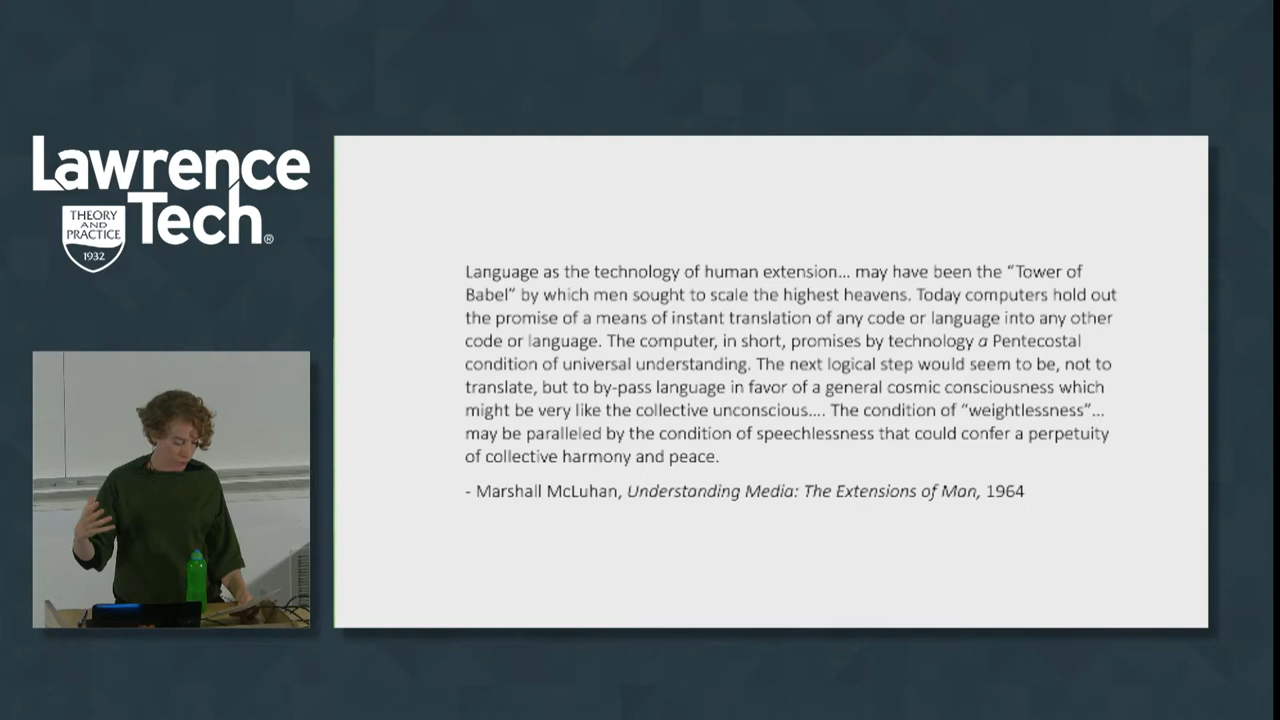 Lawrence
Tech®
THEORY
AND
PRACTICE
1932
Language as the technology of human extension... may have been the “Tower of
Babel” by which men sought to scale the highest heavens. Today computers hold out
the promise of a means of instant translation of any code or language into any other
code or language. The computer, in short, promises by technology a Pentecostal
condition of universal understanding. The next logical step would seem to be, not to
translate, but to by-pass language in favor of a general cosmic consciousness which
might be very like the collective unconscious.... The condition of “weightlessness”...
may be paralleled by the condition of speechlessness that could confer a perpetuity
of collective harmony and peace.
- Marshall McLuhan, Understanding Media: The Extensions of Man, 1964